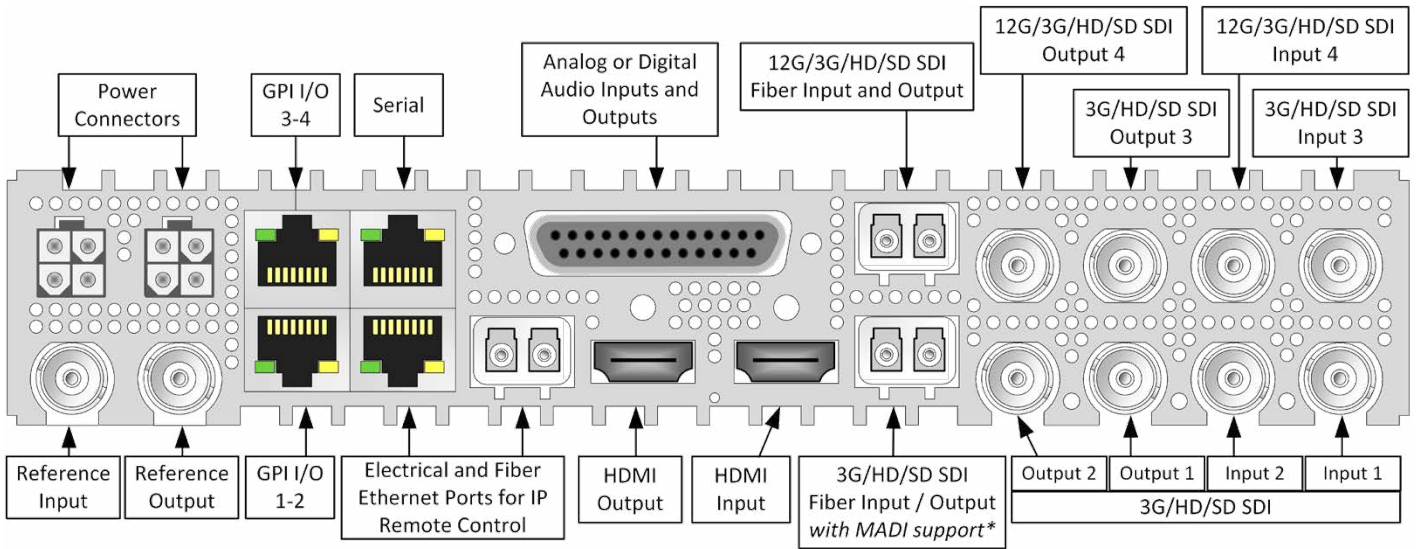 12G/3G/HD/SD SDI
Output 4
12G/3G/HD/SD SDI
Input 4
Power
Connectors
GPI I/O
3-4
Serial
Analog or Digital
Audio Inputs and
Outputs
12G/3G/HD/SD SDI
Fiber Input and Output
3G/HD/SD SDI
Output 3
3G/HD/SD SDI
Input 3
Reference
Input
Reference
Output
GPI I/O
1-2
Electrical and Fiber
Ethernet Ports for IP
Remote Control
HDMI
Output
HDMI
Input
3G/HD/SD SDI
Fiber Input / Output
with MADI support*
Output 2
Output 1
Input 2
Input 1
3G/HD/SD SDI